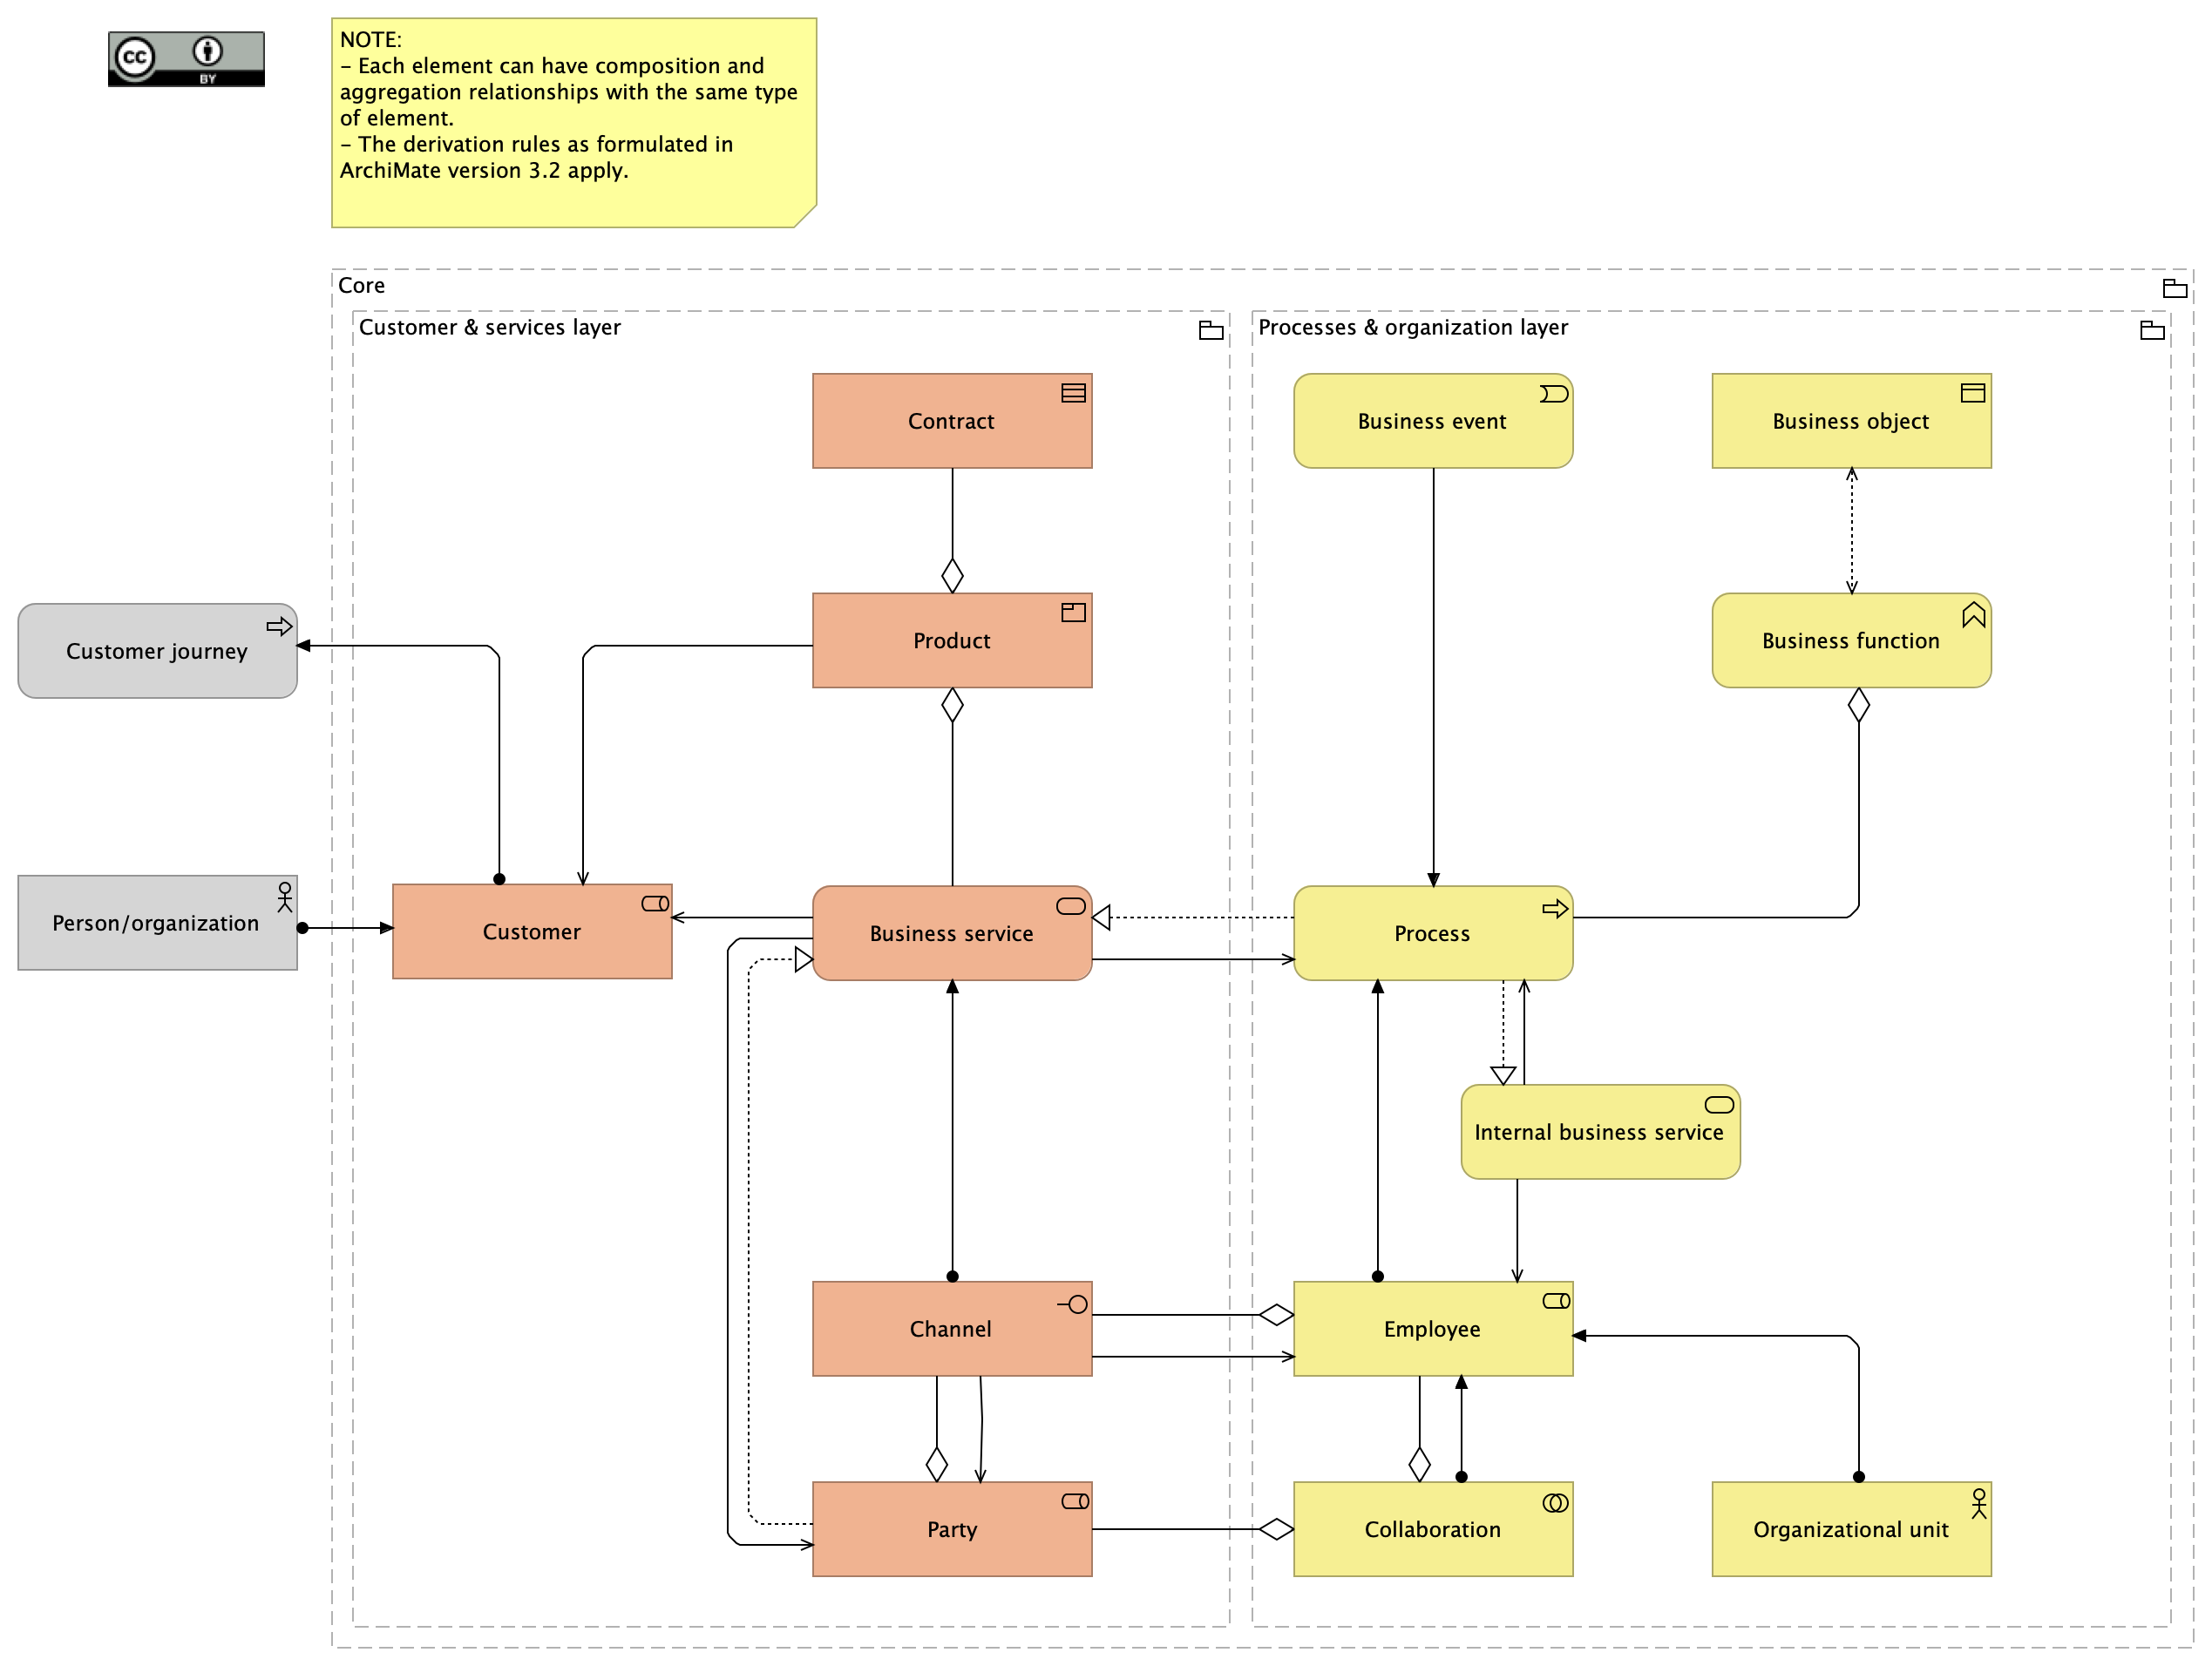 cc
BY
NOTE:
- Each element can have composition and
aggregation relationships with the same type
of element.
- The derivation rules as formulated in
ArchiMate version 3.2 apply.
Core
Customer & services layer
Processes & organization layer
Contract
Business event
Business object
Customer journey
Product
Business function
Person/organization
Customer
Business service
Process
Internal business service
Channel
Employee
Party
Collaboration
Organizational unit